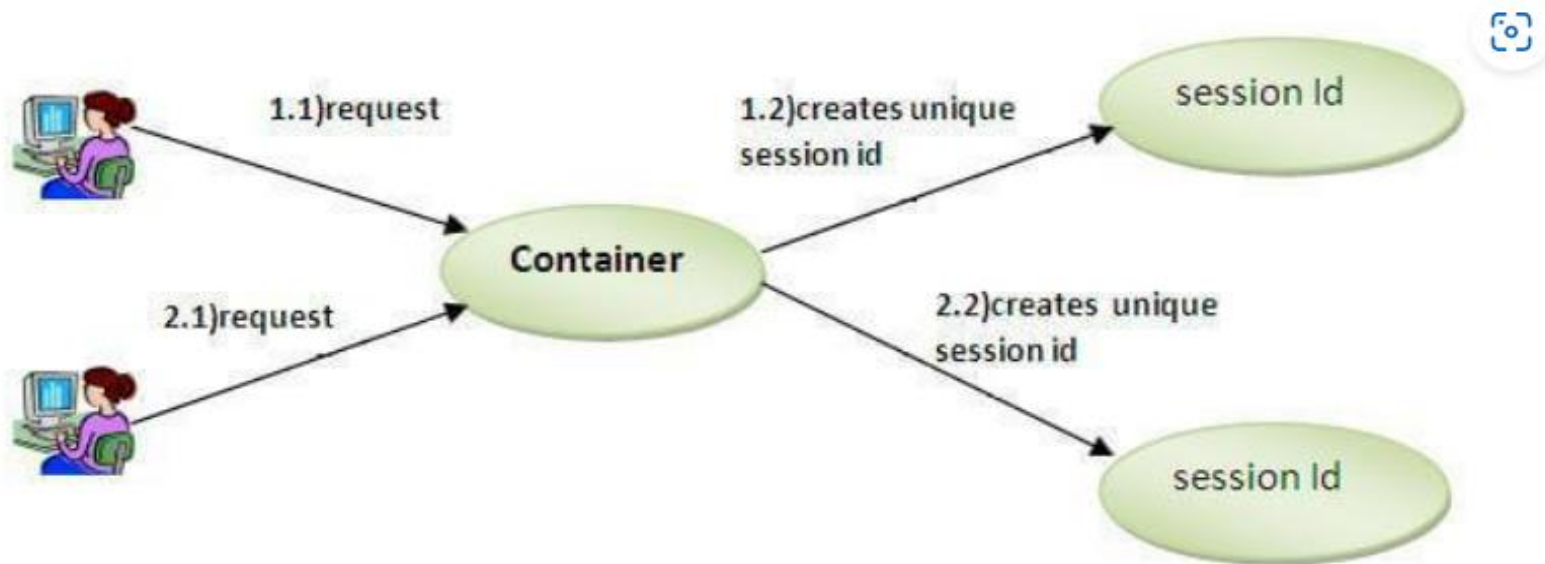 1.1)request
1.2)creates unique
session id
session Id
Container
2.1)request
2.2)creates unique
session id
session Id